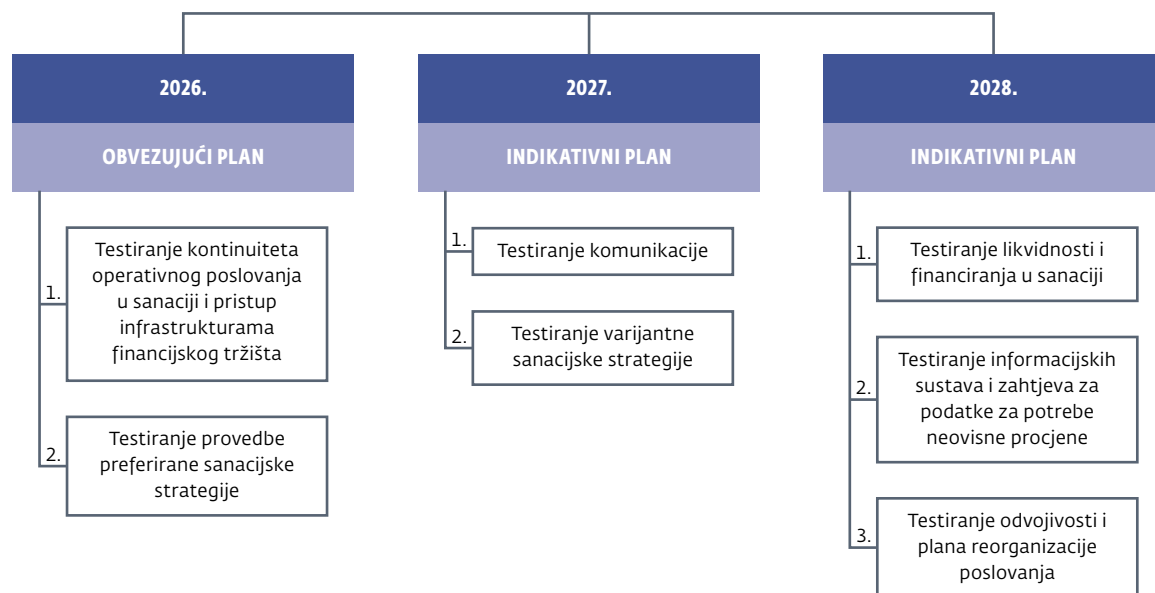 2026.
OBVEZUJUĆI PLAN
1.
Testiranje kontinuiteta
operativnog poslovanja
u sanaciji i pristup
infrastrukturama
financijskog tržišta
2.
Testiranje provedbe
preferirane sanacijske
strategije
2027.
INDIKATIVNI PLAN
1.
Testiranje komunikacije
2.
Testiranje varijantne
sanacijske strategije
2028.
INDIKATIVNI PLAN
1.
Testiranje likvidnosti i
financiranja u sanaciji
2.
Testiranje informacijskih
sustava i zahtjeva za
podatke za potrebe
neovisne procjene
3.
Testiranje odvojivosti i
plana reorganizacije
poslovanja